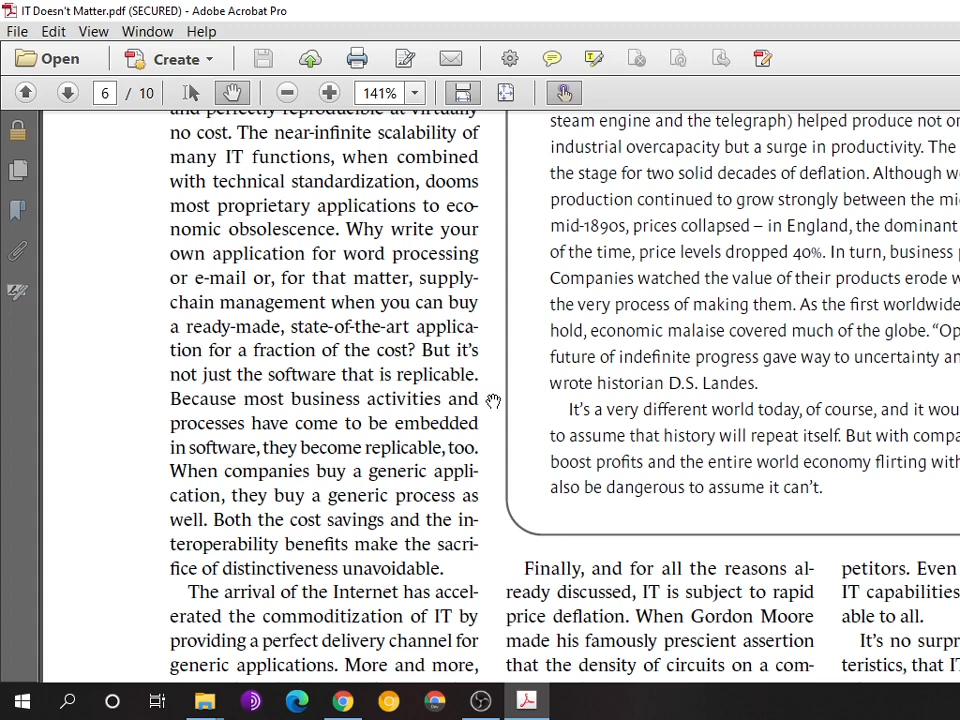 IT Doesn't Matter.pdf (SECURED) - Adobe Acrobat Pro
File Edit View Window Help
Open Create
6 / 10 141%
and perfectly reproducible at virtually
no cost. The near-infinite scalability of
many IT functions, when combined
with technical standardization, dooms
most proprietary applications to eco-
nomic obsolescence. Why write your
own application for word processing
or e-mail or, for that matter, supply-
chain management when you can buy
a ready-made, state-of-the-art applica-
tion for a fraction of the cost? But it's
not just the software that is replicable.
Because most business activities and
processes have come to be embedded
in software, they become replicable, too.
When companies buy a generic appli-
cation, they buy a generic process as
well. Both the cost savings and the in-
teroperability benefits make the sacri-
fice of distinctiveness unavoidable.
The arrival of the Internet has accel-
erated the commoditization of IT by
providing a perfect delivery channel for
generic applications. More and more,
steam engine and the telegraph) helped produce not
industrial overcapacity but a surge in productivity. The
the stage for two solid decades of deflation. Although
production continued to grow strongly between the
mid-1890s, prices collapsed – in England, the dominant
of the time, price levels dropped 40%. In turn, business
Companies watched the value of their products erode
the very process of making them. As the first worldwide
hold, economic malaise covered much of the globe. “
future of indefinite progress gave way to uncertainty
wrote historian D.S. Landes.
It's a very different world today, of course, and it
to assume that history will repeat itself. But with
boost profits and the entire world economy flirting with
also be dangerous to assume it can't.
Finally, and for all the reasons al-
ready discussed, IT is subject to rapid
price deflation. When Gordon Moore
made his famously prescient assertion
that the density of circuits on a com-
petitors. Even
IT capabilities
able to all.
It's no
teristics, that